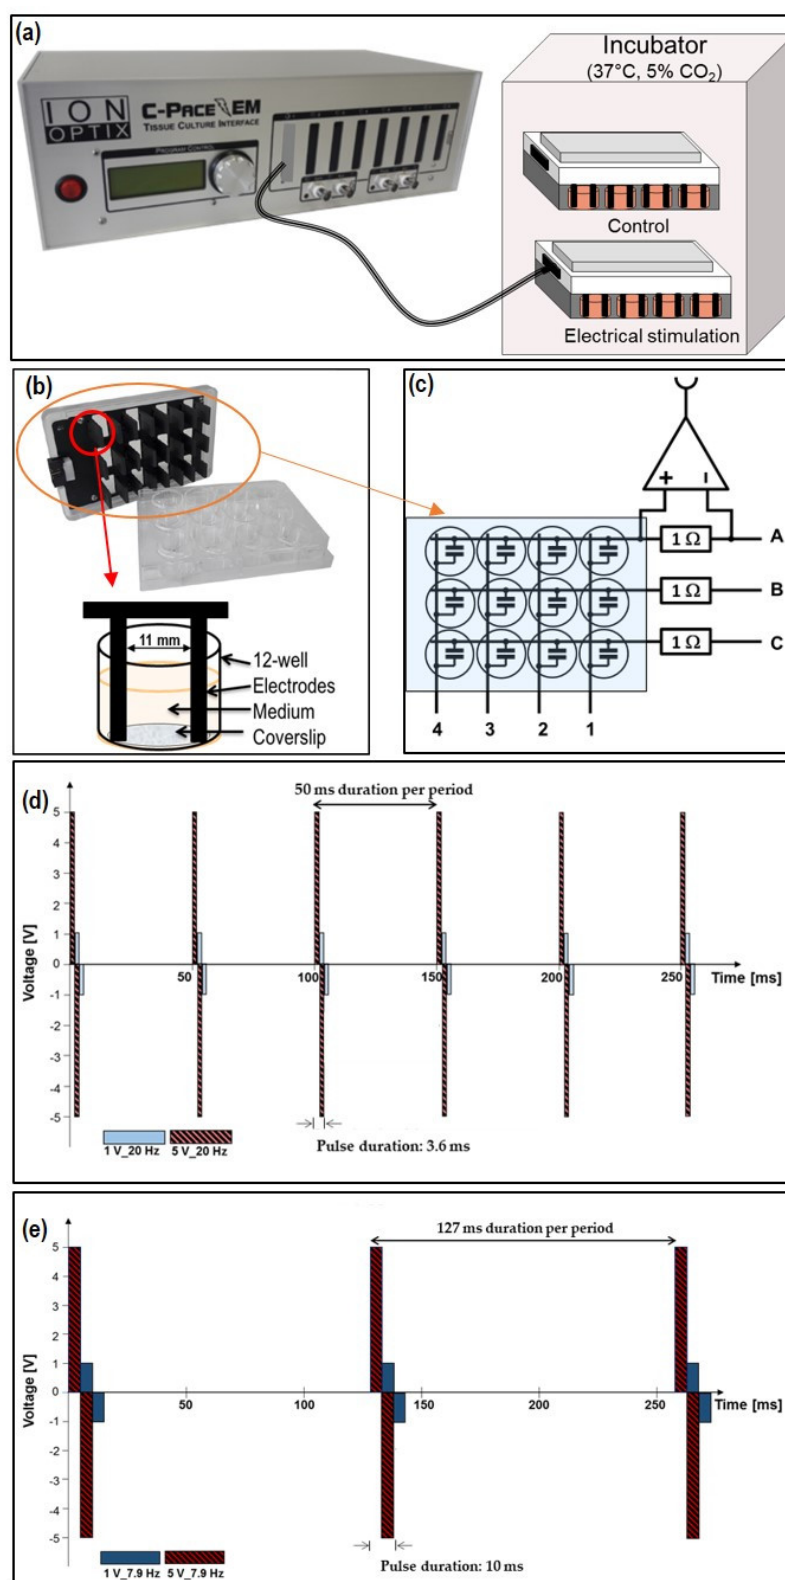 (a)
ION
OPTIX
C-PACE EM
TISSUE CULTURE INTERFACE
PROGRAM CONTROL
Incubator
(37°C, 5% CO₂)
Control
Electrical stimulation
(b)
11 mm
12-well
Electrodes
Medium
Coverslip
(c)
+ -
1 Ω A
1 Ω B
1 Ω C
4 3 2 1
(d)
50 ms duration per period
5
4
3
2
1
0
-1
-2
-3
-4
-5
Voltage [V]
50 100 150 200 250 Time [ms]
Pulse duration: 3.6 ms
1 V_20 Hz 5 V_20 Hz
(e)
127 ms duration per period
5
4
3
2
1
0
-1
-2
-3
-4
-5
Voltage [V]
50 100 150 200 250 Time [ms]
Pulse duration: 10 ms
1 V_7.9 Hz 5 V_7.9 Hz